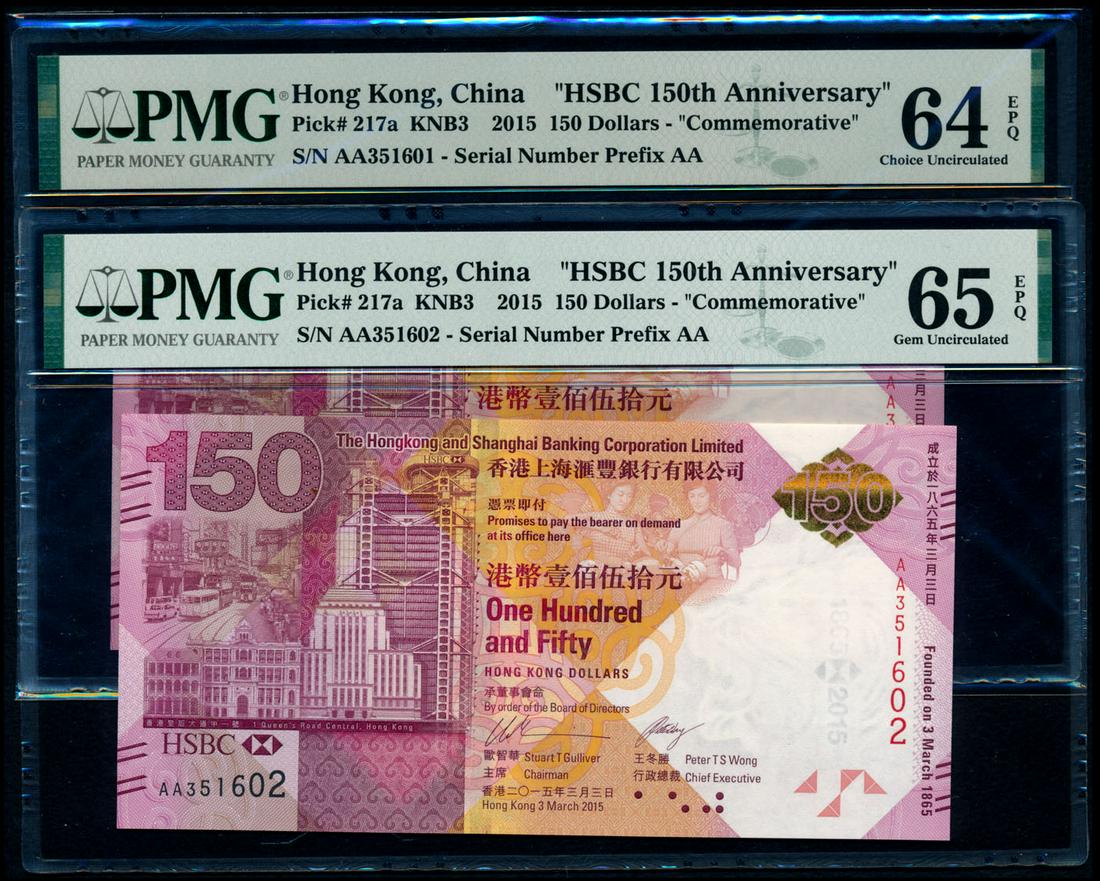 PMG
PAPER MONEY GUARANTY
® Hong Kong, China "HSBC 150th Anniversary"
Pick# 217a KNB3 2015 150 Dollars - "Commemorative"
S/N AA351601 - Serial Number Prefix AA
64
EPQ
Choice Uncirculated
PMG
PAPER MONEY GUARANTY
® Hong Kong, China "HSBC 150th Anniversary"
Pick# 217a KNB3 2015 150 Dollars - "Commemorative"
S/N AA351602 - Serial Number Prefix AA
65
EPQ
Gem Uncirculated
港幣壹佰伍拾元
AA3
三月三日
150
The Hongkong and Shanghai Banking Corporation Limited
HSBC
香港上海滙豐銀行有限公司
憑票即付
Promises to pay the bearer on demand
at its office here
港幣壹佰伍拾元
One Hundred
and Fifty
HONG KONG DOLLARS
承董事會命
By order of the Board of Directors
歐智華 Stuart T Gulliver
主席 Chairman
王冬勝 Peter T S Wong
行政總裁 Chief Executive
香港二〇一五年三月三日
Hong Kong 3 March 2015
香港皇后大道中一號 1 Queen's Road Central, Hong Kong
HSBC
AA351602
150
成立於一八六五年三月三日
AA351602
Founded on 3 March 1865
1865 2015